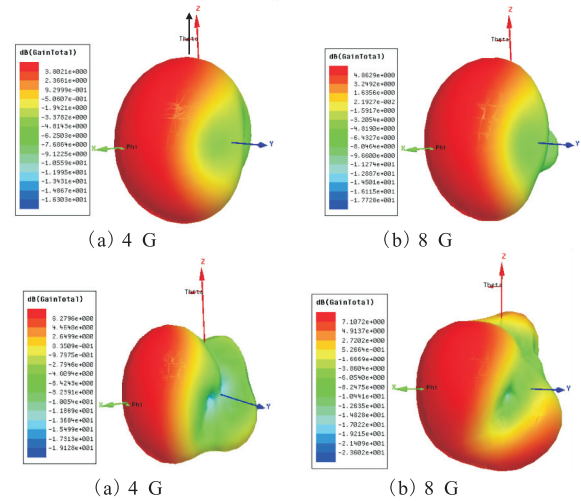 Z
Theta
dB(GainTotal)
3.8021e+000
2.3661e+000
9.2999e-001
-5.0607e-001
-1.9421e+000
-3.3782e+000
-4.8143e+000
-6.2503e+000
-7.6864e+000
-9.1225e+000
-1.0559e+001
-1.1995e+001
-1.3431e+001
-1.4867e+001
-1.6303e+001
X
Phi
Y
(a) 4 G
Z
Theta
dB(GainTotal)
4.8629e+000
3.2492e+000
1.6356e+000
2.1927e-002
-1.5917e+000
-3.2054e+000
-4.8190e+000
-6.4327e+000
-8.0464e+000
-9.6600e+000
-1.1274e+001
-1.2887e+001
-1.4501e+001
-1.6115e+001
-1.7728e+001
X
Phi
Y
(b) 8 G
Z
Theta
dB(GainTotal)
6.2796e+000
4.4648e+000
2.6499e+000
8.3509e-001
-9.7975e-001
-2.7946e+000
-4.6094e+000
-6.4243e+000
-8.2391e+000
-1.0054e+001
-1.1869e+001
-1.3684e+001
-1.5499e+001
-1.7313e+001
-1.9128e+001
X
Phi
Y
(a) 4 G
Z
Theta
dB(GainTotal)
7.1072e+000
4.9137e+000
2.7202e+000
5.2664e-001
-1.6669e+000
-3.8604e+000
-6.0540e+000
-8.2475e+000
-1.0441e+001
-1.2635e+001
-1.4828e+001
-1.7022e+001
-1.9215e+001
-2.1409e+001
-2.3602e+001
X
Phi
Y
(b) 8 G